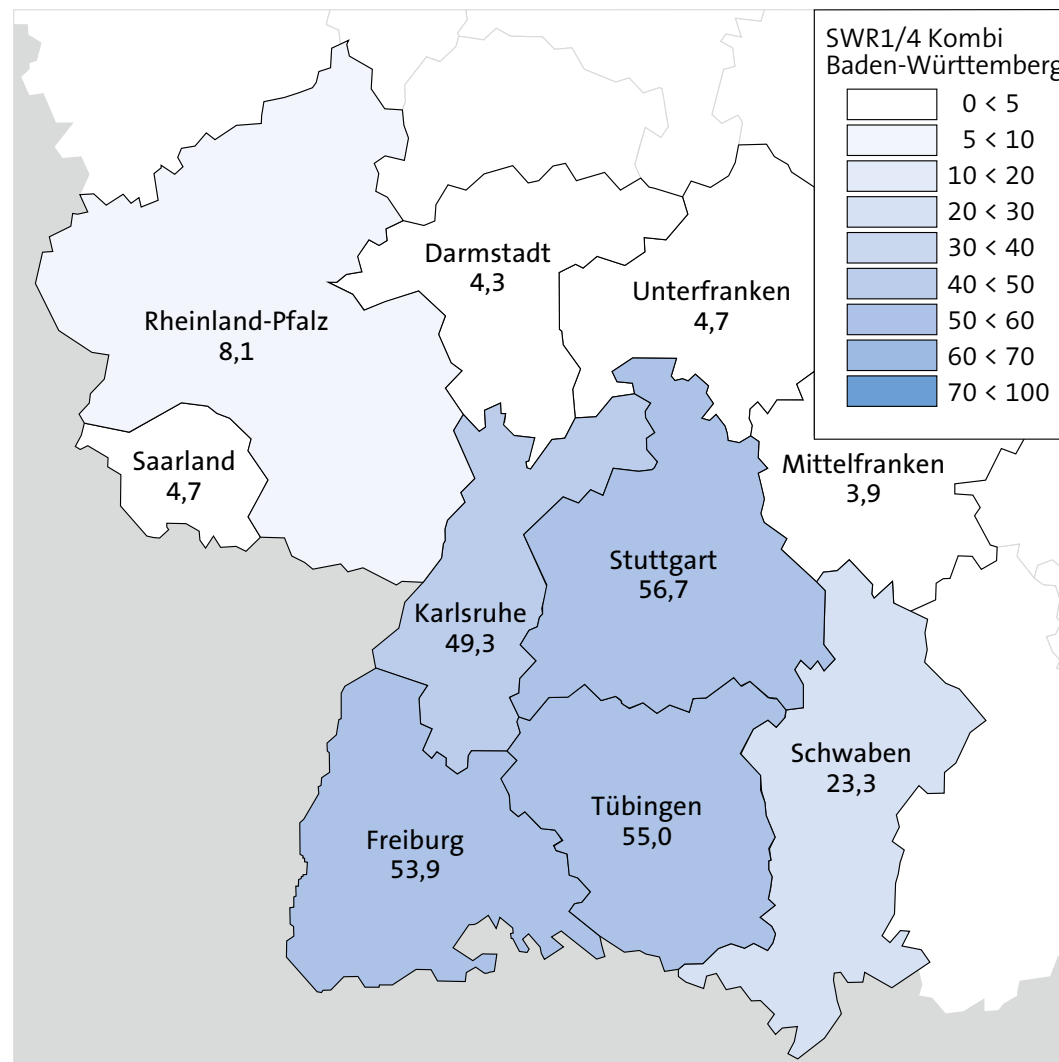 SWR1/4 Kombi
Baden-Württemberg
0 < 5
5 < 10
10 < 20
20 < 30
30 < 40
40 < 50
50 < 60
60 < 70
70 < 100
Darmstadt
4,3
Unterfranken
4,7
Rheinland-Pfalz
8,1
Saarland
4,7
Mittelfranken
3,9
Stuttgart
56,7
Karlsruhe
49,3
Schwaben
23,3
Tübingen
55,0
Freiburg
53,9